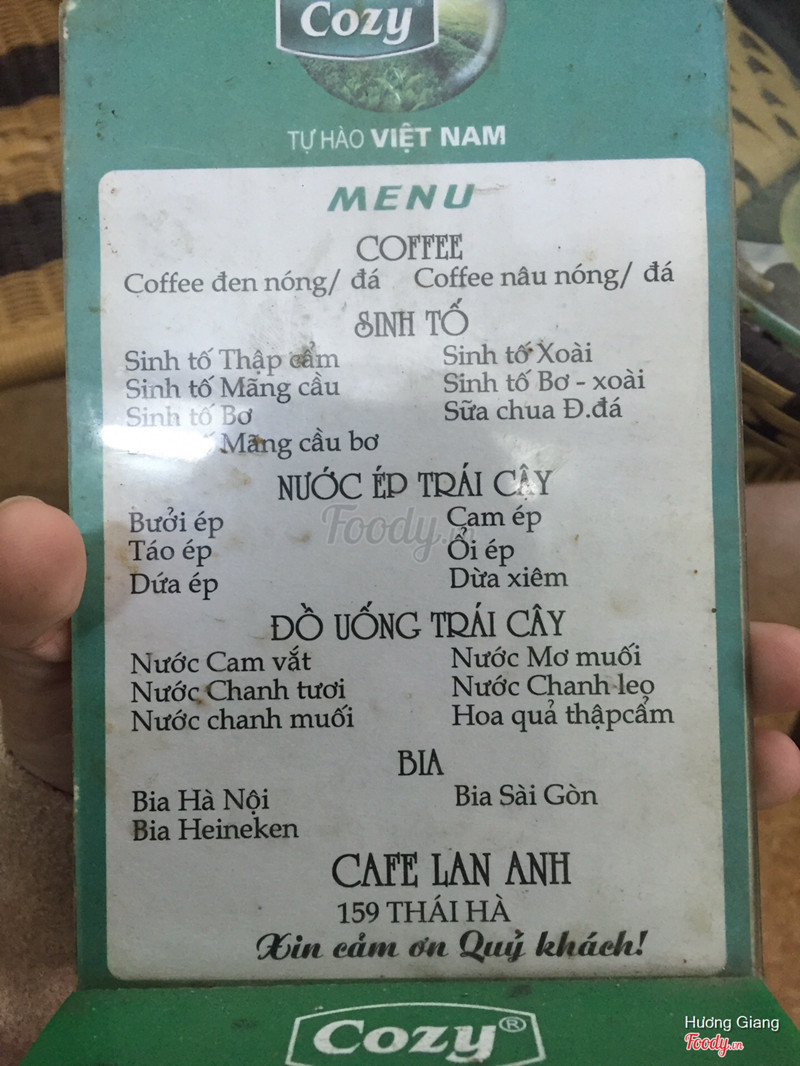 Cozy
TỰ HÀO VIỆT NAM
MENU
COFFEE
Coffee đen nóng/ đá Coffee nâu nóng/ đá
SINH TỐ
Sinh tố Thập cẩm Sinh tố Xoài
Sinh tố Mãng cầu Sinh tố Bơ - xoài
Sinh tố Bơ Sữa chua Đ.đá
Mãng cầu bơ
NƯỚC ÉP TRÁI CẬY
Bưởi ép Cam ép
Táo ép Ổi ép
Dứa ép Dừa xiêm
Foody.vn
ĐỒ UỐNG TRÁI CÂY
Nước Cam vắt Nước Mơ muối
Nước Chanh tươi Nước Chanh leo
Nước chanh muối Hoa quả thậpcẩm
BIA
Bia Hà Nội Bia Sài Gòn
Bia Heineken
CAFE LAN ANH
159 THÁI HÀ
Xin cảm ơn Quý khách!
Cozy®
Hương Giang
Foody.vn